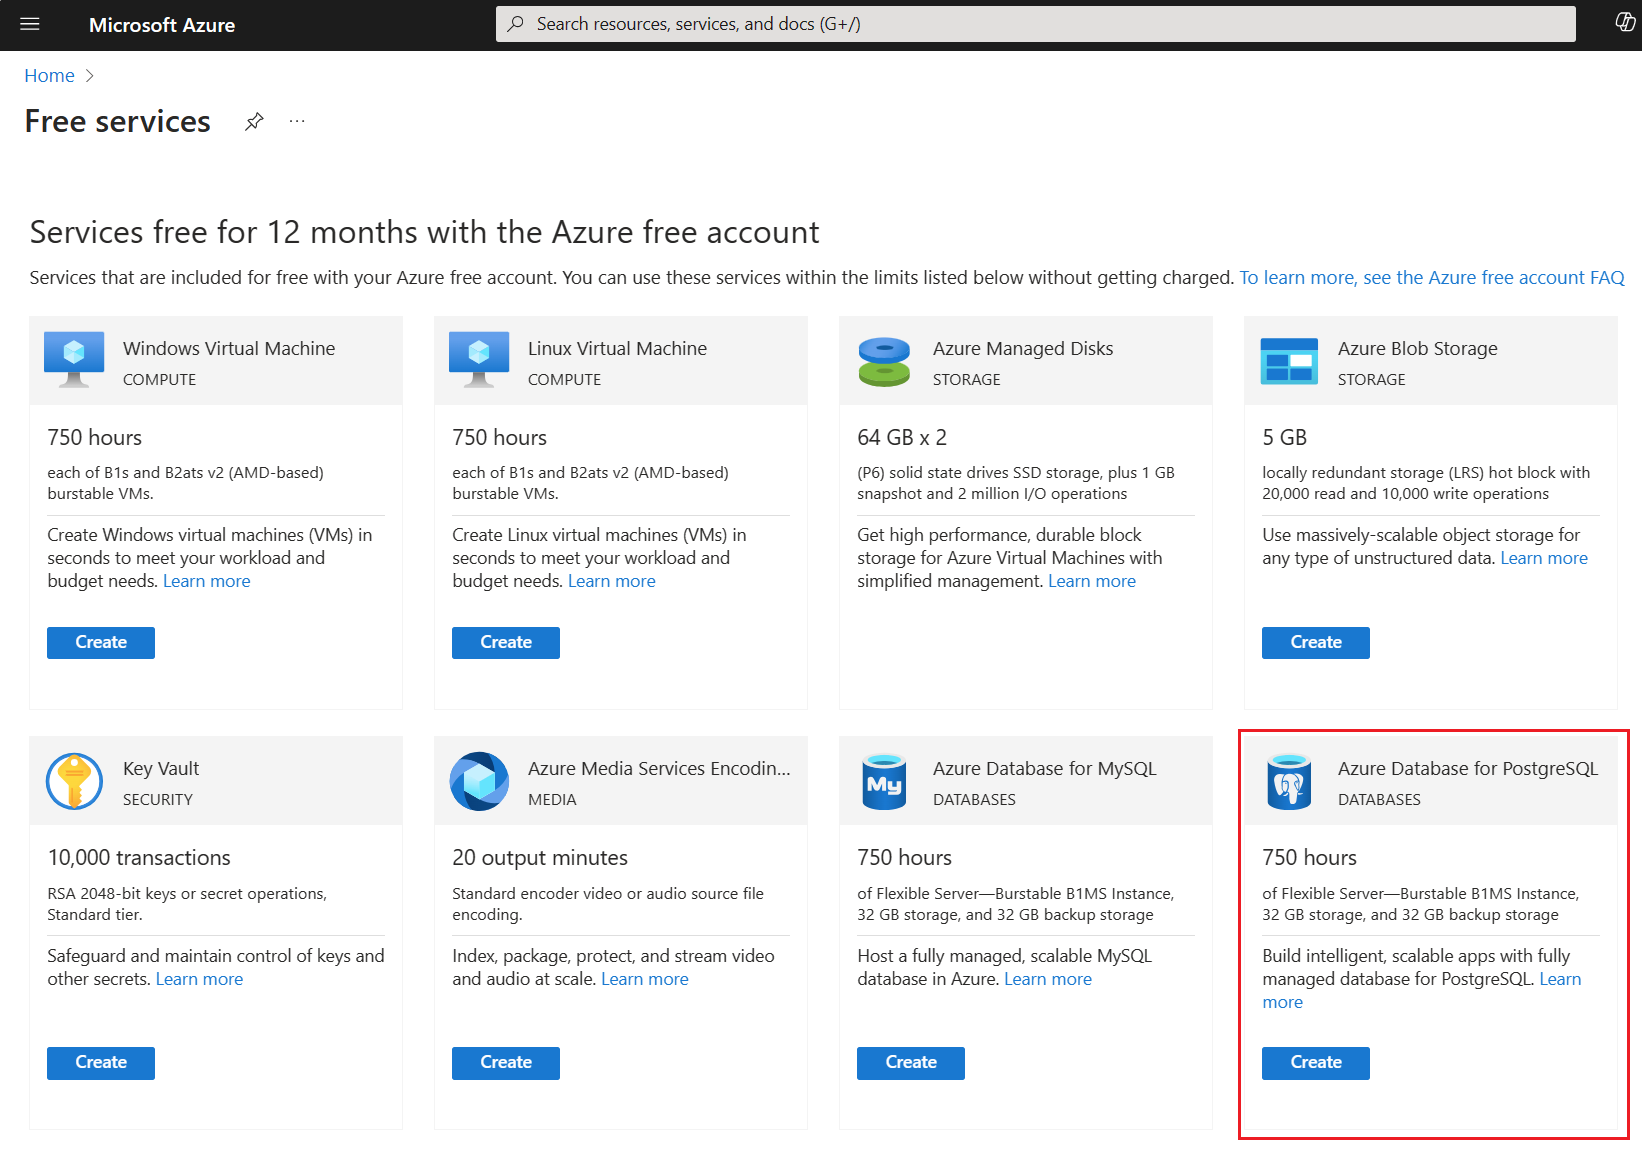 Microsoft Azure
Search resources, services, and docs (G+/)
Home
Free services
...
Services free for 12 months with the Azure free account
Services that are included for free with your Azure free account. You can use these services within the limits listed below without getting charged. To learn more, see the Azure free account FAQ
Windows Virtual Machine
COMPUTE
750 hours
each of B1s and B2ats v2 (AMD-based)
burstable VMs.
Create Windows virtual machines (VMs) in
seconds to meet your workload and
budget needs. Learn more
Create
Linux Virtual Machine
COMPUTE
750 hours
each of B1s and B2ats v2 (AMD-based)
burstable VMs.
Create Linux virtual machines (VMs) in
seconds to meet your workload and
budget needs. Learn more
Create
Azure Managed Disks
STORAGE
64 GB x 2
(P6) solid state drives SSD storage, plus 1 GB
snapshot and 2 million I/O operations
Get high performance, durable block
storage for Azure Virtual Machines with
simplified management. Learn more
Azure Blob Storage
STORAGE
5 GB
locally redundant storage (LRS) hot block with
20,000 read and 10,000 write operations
Use massively-scalable object storage for
any type of unstructured data. Learn more
Create
Key Vault
SECURITY
10,000 transactions
RSA 2048-bit keys or secret operations,
Standard tier.
Safeguard and maintain control of keys and
other secrets. Learn more
Create
Azure Media Services Encodin...
MEDIA
20 output minutes
Standard encoder video or audio source file
encoding.
Index, package, protect, and stream video
and audio at scale. Learn more
Create
My
Azure Database for MySQL
DATABASES
750 hours
of Flexible Server—Burstable B1MS Instance,
32 GB storage, and 32 GB backup storage
Host a fully managed, scalable MySQL
database in Azure. Learn more
Create
Azure Database for PostgreSQL
DATABASES
750 hours
of Flexible Server—Burstable B1MS Instance,
32 GB storage, and 32 GB backup storage
Build intelligent, scalable apps with fully
managed database for PostgreSQL. Learn
more
Create